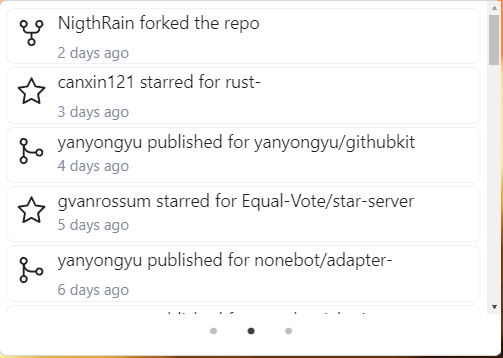 NigthRain forked the repo
2 days ago
canxin121 starred for rust-
3 days ago
yanyongyu published for yanyongyu/githubkit
4 days ago
gvanrossum starred for Equal-Vote/star-server
5 days ago
yanyongyu published for nonebot/adapter-
6 days ago